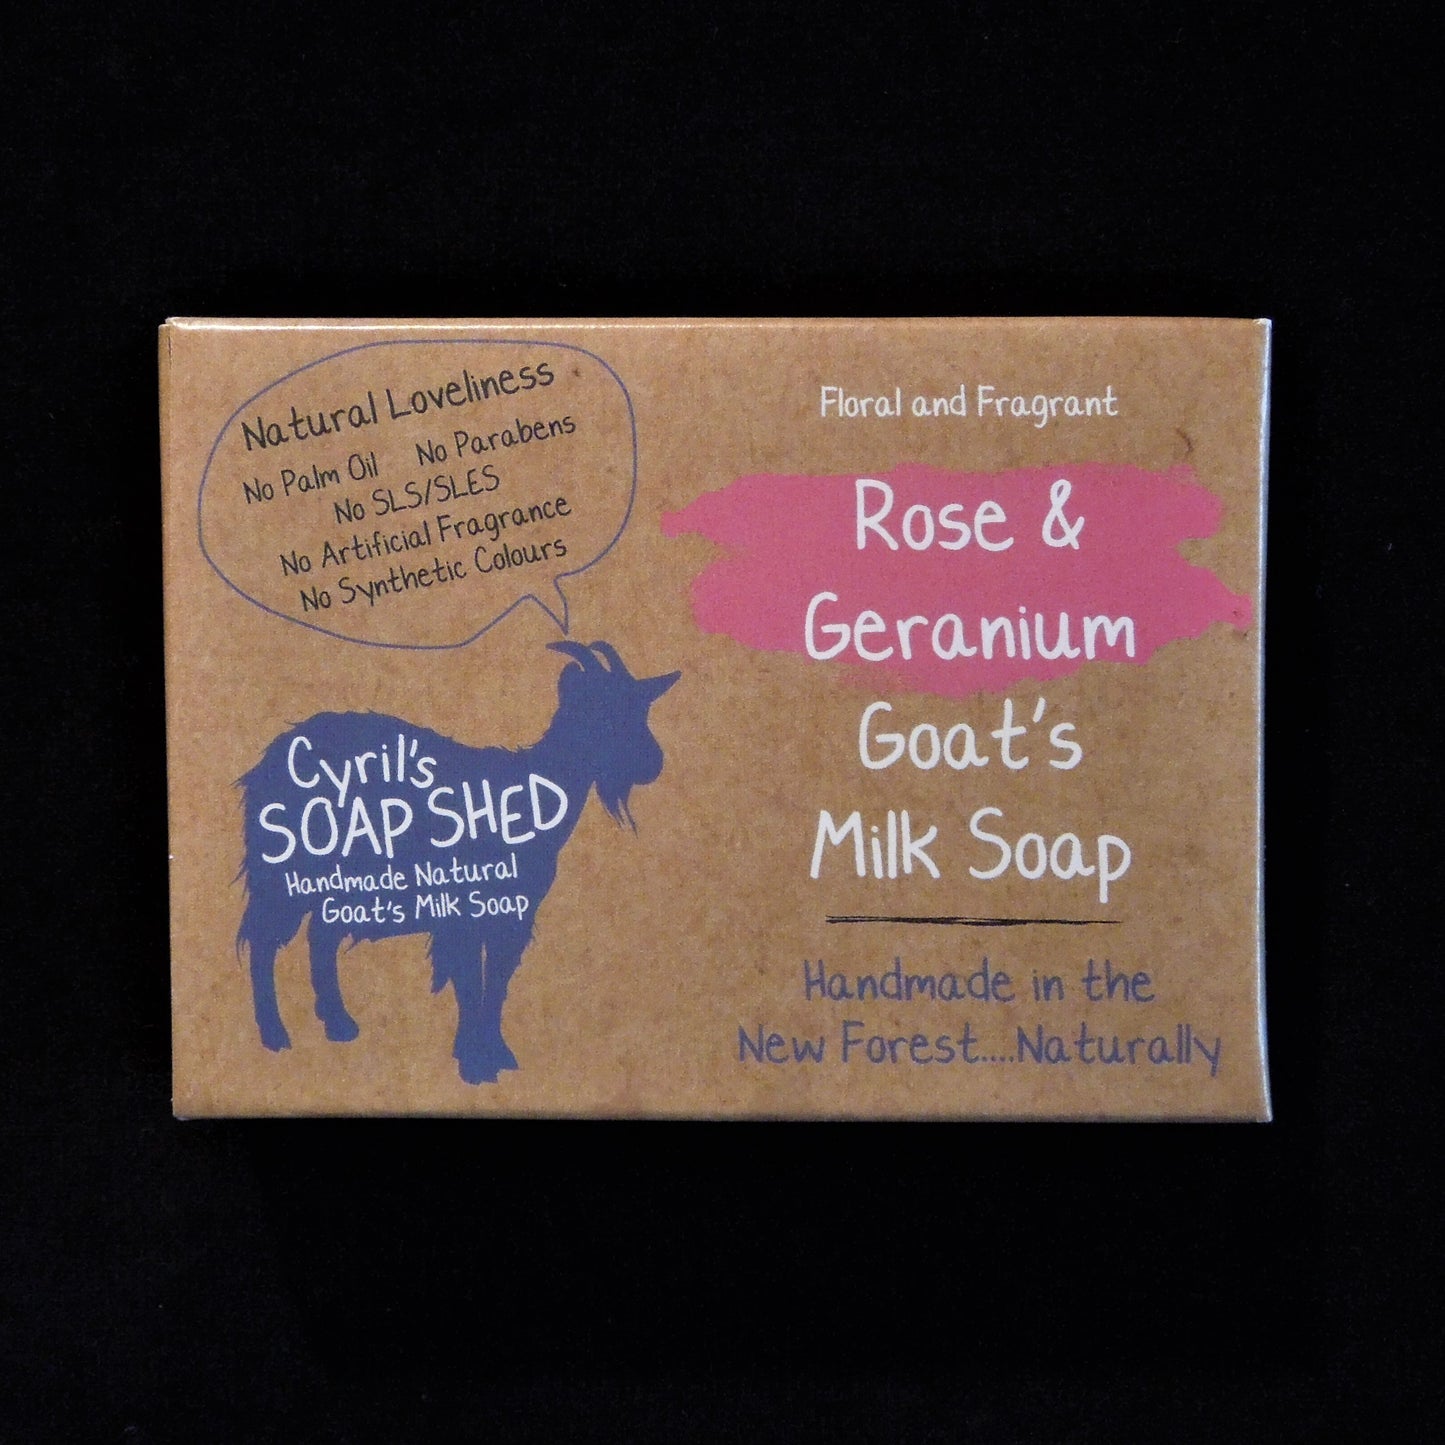 Natural Loveliness
No Palm Oil No Parabens
No SLS/SLES
No Artificial Fragrance
No Synthetic Colours
Cyril's
SOAP SHED
Handmade Natural
Goat's Milk Soap
Floral and Fragrant
Rose &
Geranium
Goat's
Milk Soap
Handmade in the
New Forest....Naturally